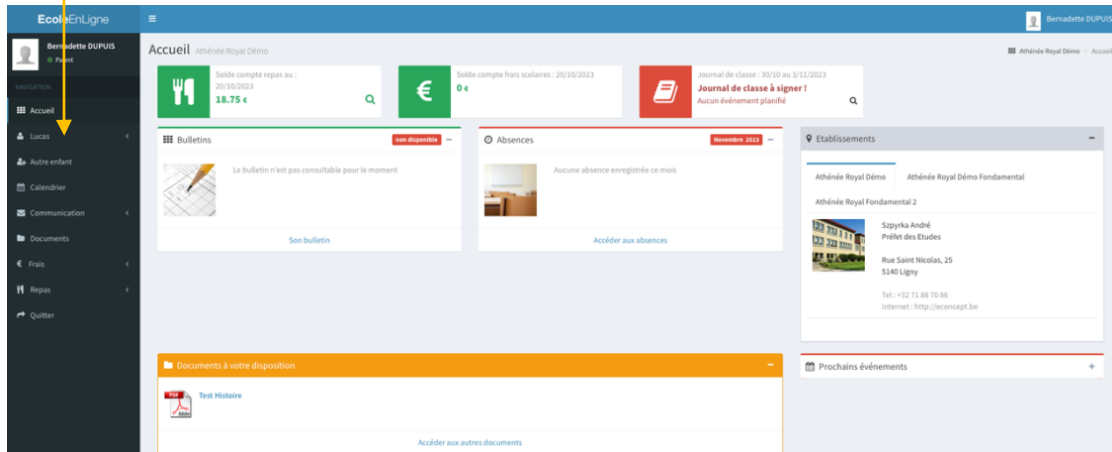 EcoleEnLigne
Bernadette DUPUIS
Bernadette DUPUIS
Parent
NAVIGATION
Accueil
Lucas
Autre enfant
Calendrier
Communication
Documents
€ Frais
Repas
Quitter
Accueil Athénée Royal Démo
Athénée Royal Démo > Accueil
Solde compte repas au :
20/10/2023
18.75 €
€
Solde compte frais scolaires : 20/10/2023
0 €
Journal de classe : 30/10 au 3/11/2023
Journal de classe à signer !
Aucun événement planifié
Bulletins
non disponible
Le bulletin n'est pas consultable pour le moment
Son bulletin
Absences
Novembre 2023
Aucune absence enregistrée ce mois
Accéder aux absences
Etablissements
Athénée Royal Démo Athénée Royal Démo Fondamental
Athénée Royal Fondamental 2
Szpyrka André
Préfet des Etudes
Rue Saint Nicolas, 25
5140 Ligny
Tel : +32 71 88 70 86
Internet : http://econcept.be
Documents à votre disposition
PDF
Adobe
Test Histoire
Accéder aux autres documents
Prochains événements